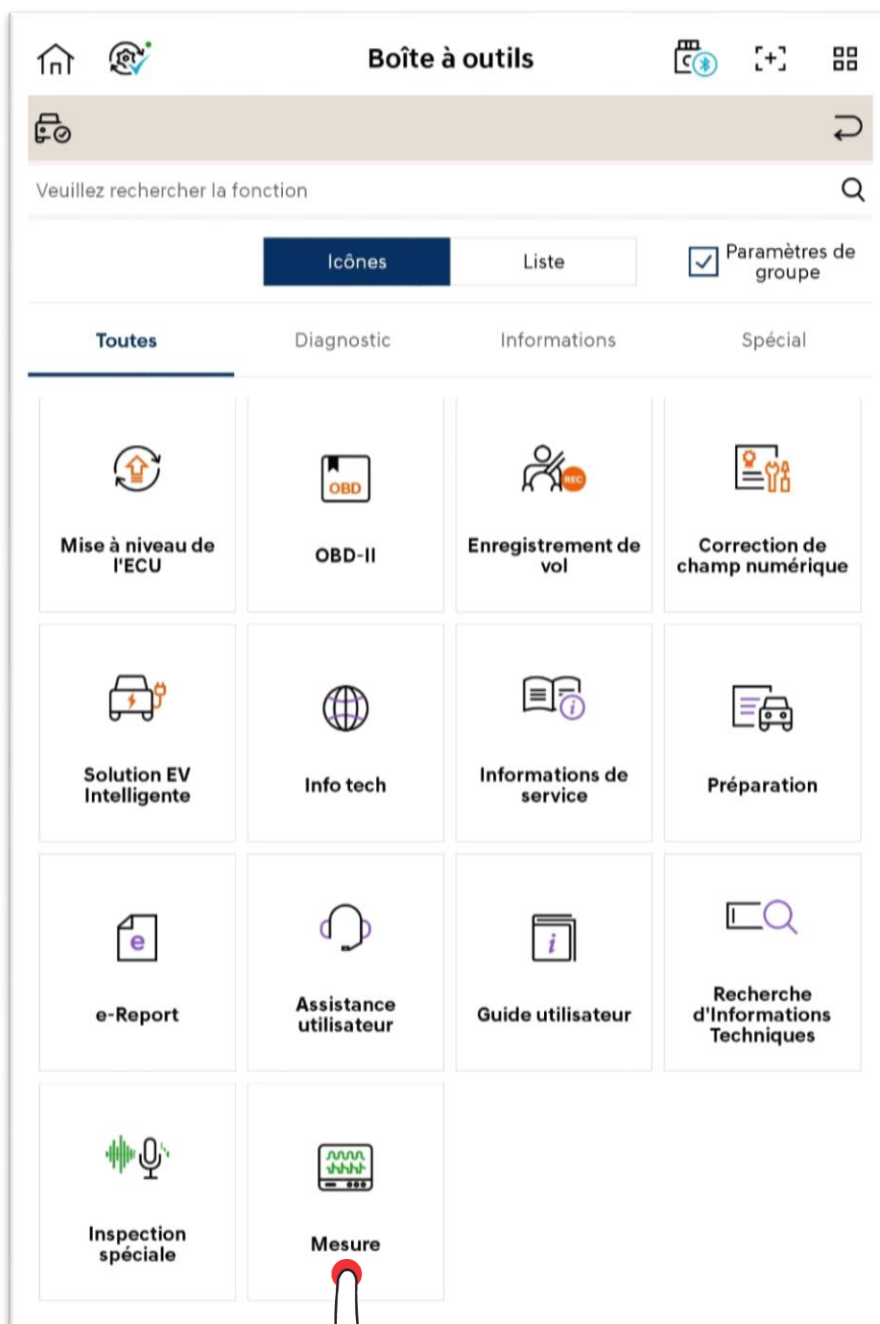 Boîte à outils
Veuillez rechercher la fonction
Icônes
Liste
Paramètres de
groupe
Toutes
Diagnostic
Informations
Spécial
Mise à niveau de
l'ECU
OBD
OBD-II
REC
Enregistrement de
vol
Correction de
champ numérique
Solution EV
Intelligente
Info tech
i
Informations de
service
Préparation
e
e-Report
Assistance
utilisateur
i
Guide utilisateur
Recherche
d'Informations
Techniques
Inspection
spéciale
Mesure